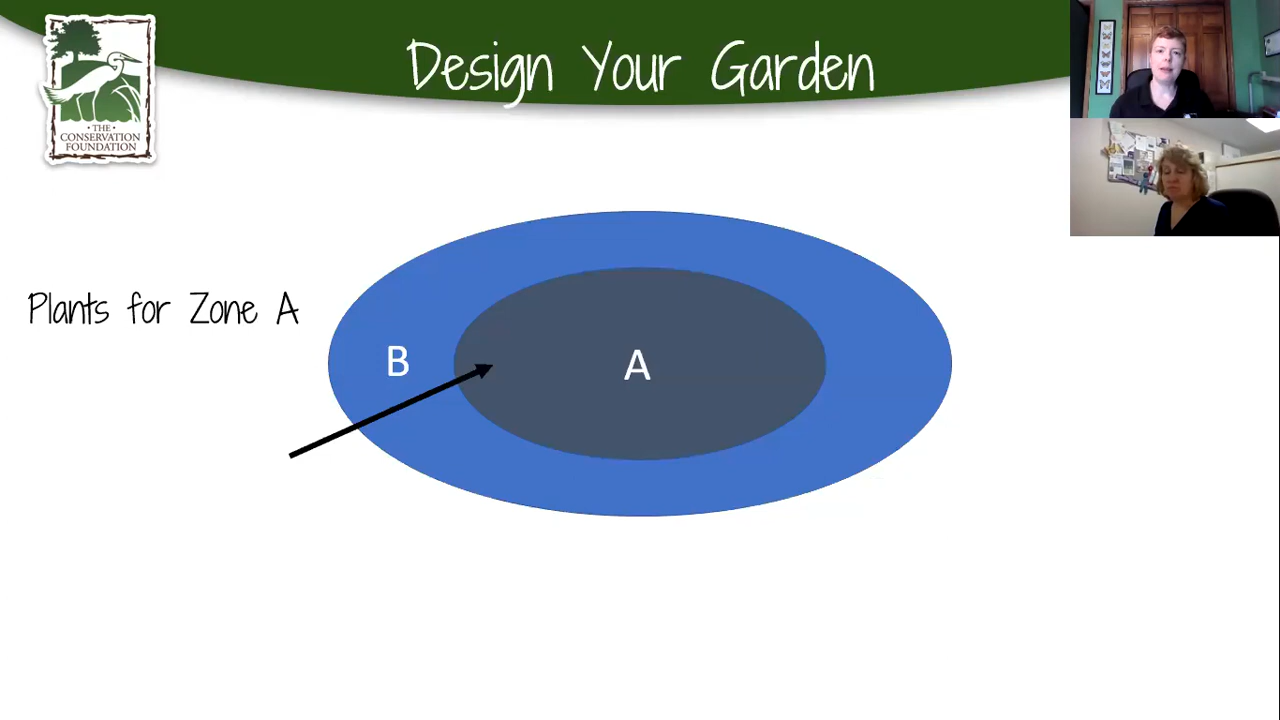 Design Your Garden
· THE ·
CONSERVATION
FOUNDATION
Plants for Zone A
B
A